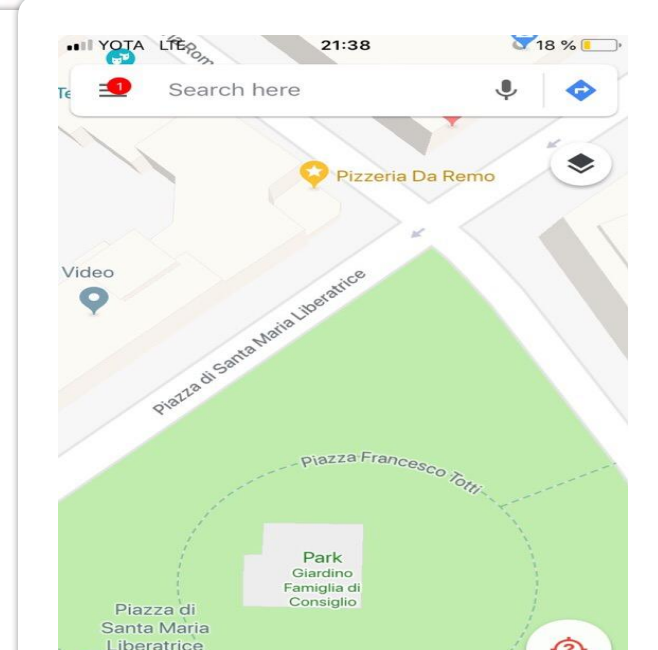 YOTA LTE 21:38 18 %
1 Search here
Pizzeria Da Remo
Video
Piazza di Santa Maria Liberatrice
Piazza Francesco Totti
Park
Giardino
Famiglia di
Consiglio
Piazza di
Santa Maria
Liberatrice